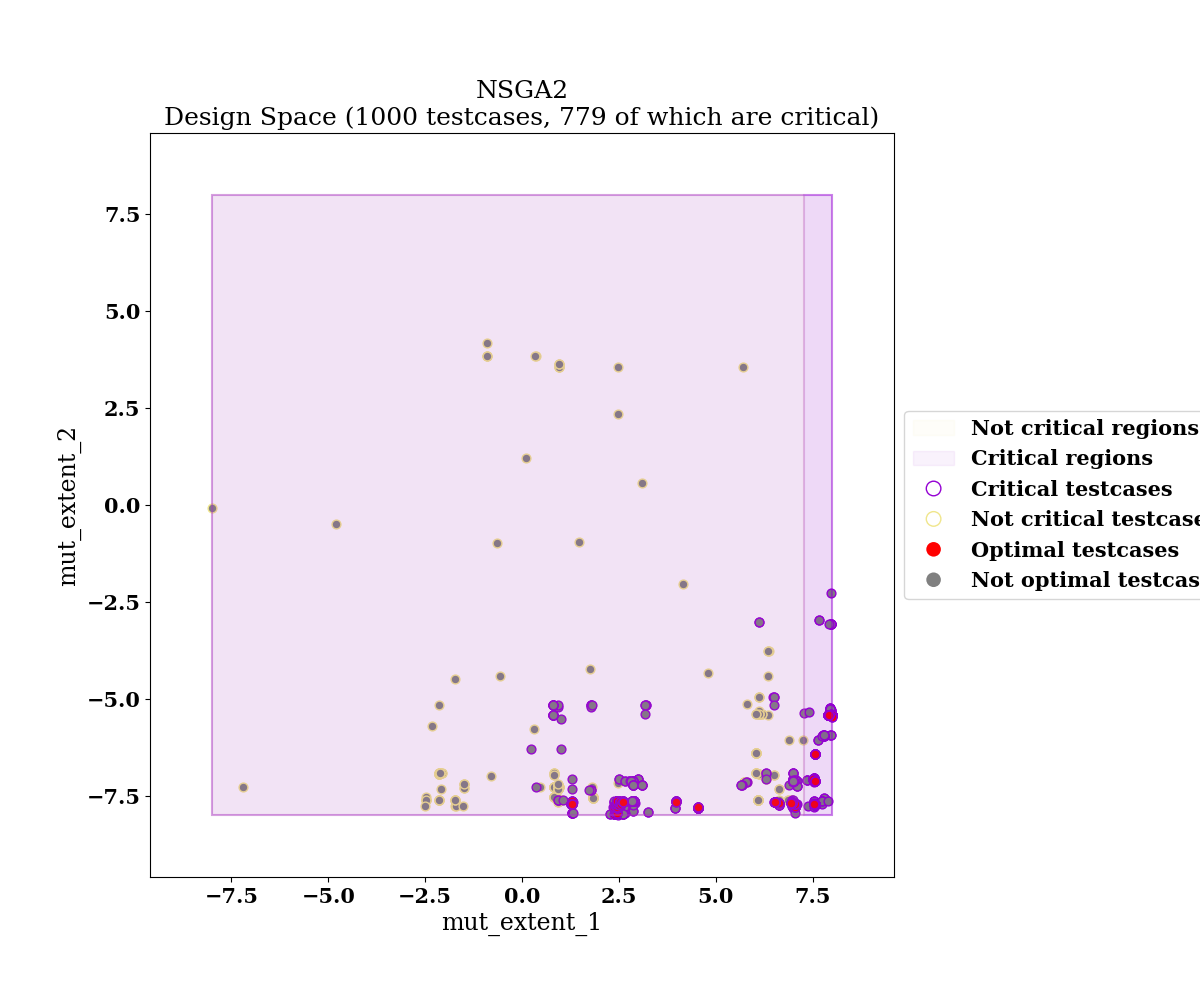 NSGA2
Design Space (1000 testcases, 779 of which are critical)
7.5
5.0
2.5
0.0
−2.5
−5.0
−7.5
mut_extent_2
−7.5 −5.0 −2.5 0.0 2.5 5.0 7.5
mut_extent_1
Not critical regions
Critical regions
Critical testcases
Not critical testcase
Optimal testcases
Not optimal testcas